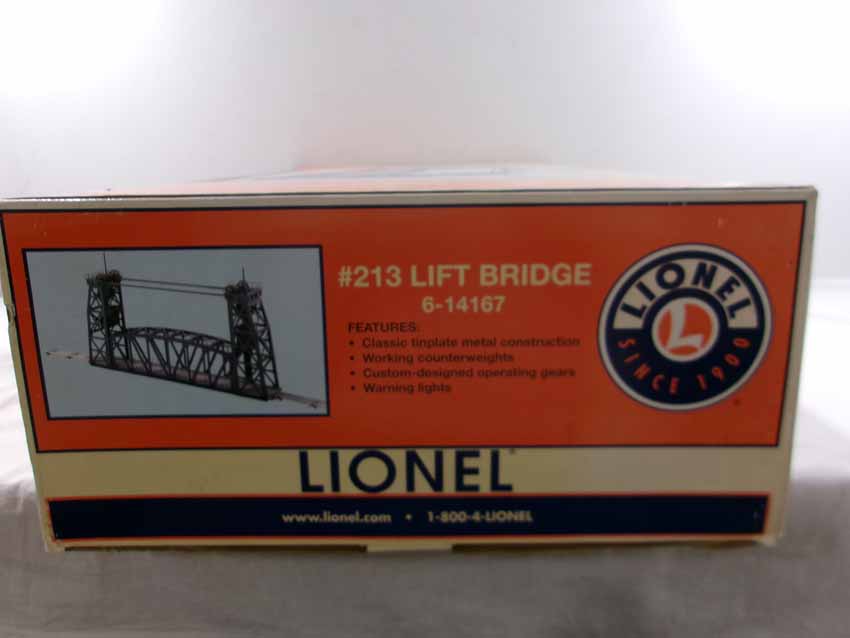 #213 LIFT BRIDGE
6-14167
FEATURES:
• Classic tinplate metal construction
• Working counterweights
• Custom-designed operating gears
• Warning lights
LIONEL
L
SINCE 1900
®
LIONEL®
www.lionel.com • 1-800-4-LIONEL